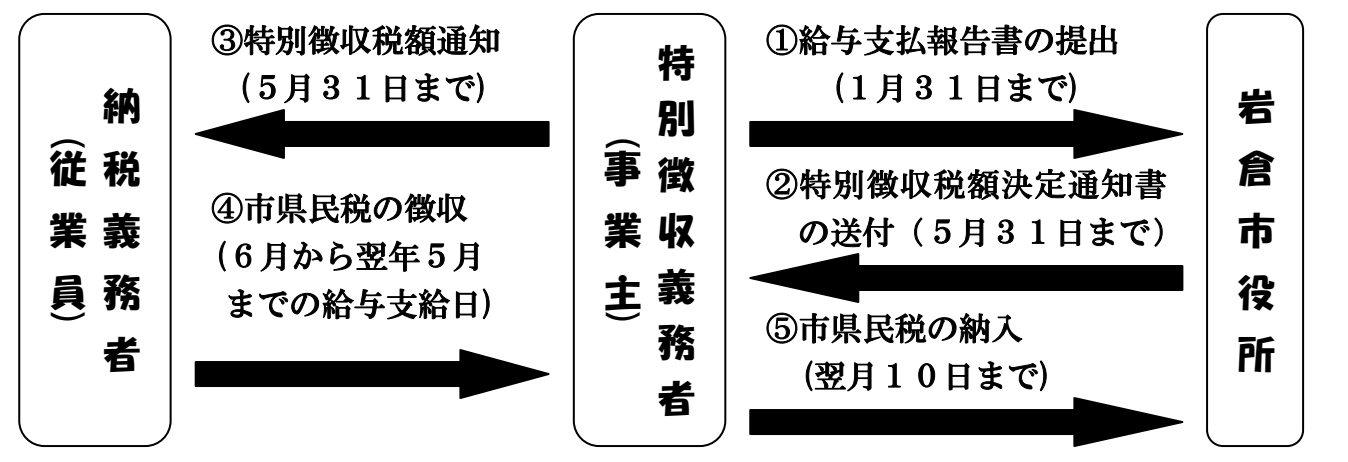 納税義務者
(従業員)
③特別徴収税額通知
(５月３１日まで)
④市県民税の徴収
(６月から翌年５月
までの給与支給日)
特別徴収義務者
(事業主)
①給与支払報告書の提出
(１月３１日まで)
②特別徴収税額決定通知書
の送付（５月３１日まで）
⑤市県民税の納入
(翌月１０日まで)
岩倉市役所